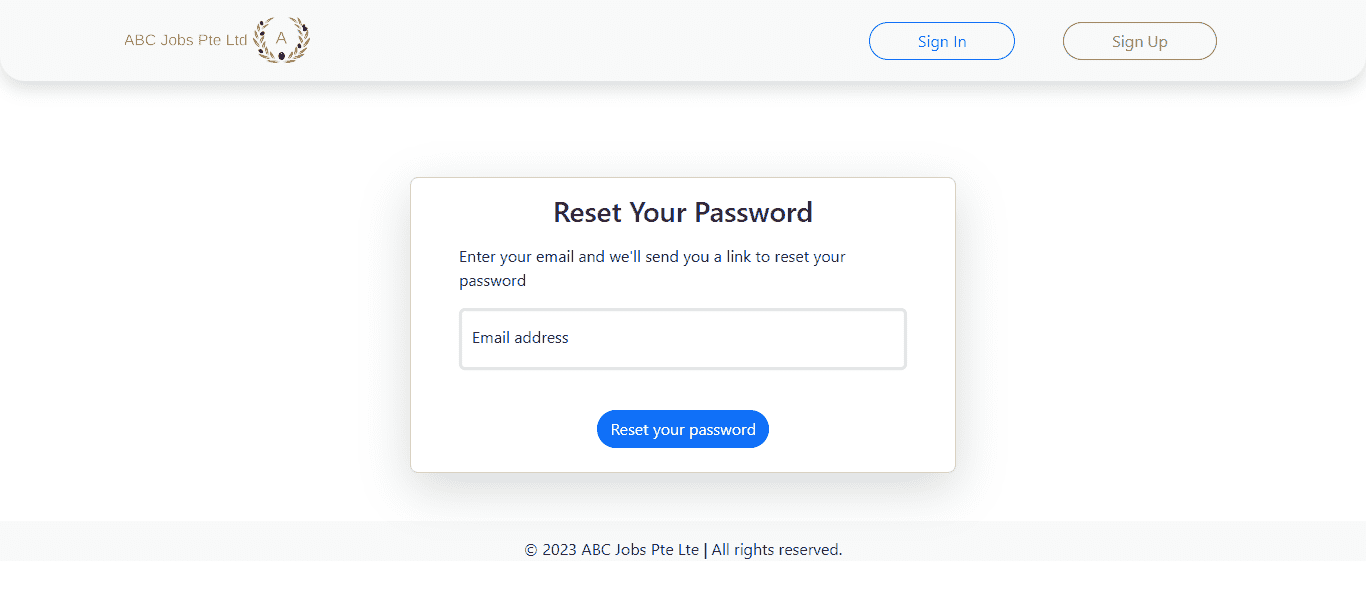 ABC Jobs Pte Ltd
A
Sign In
Sign Up
Reset Your Password
Enter your email and we'll send you a link to reset your
password
Email address
Reset your password
© 2023 ABC Jobs Pte Lte | All rights reserved.